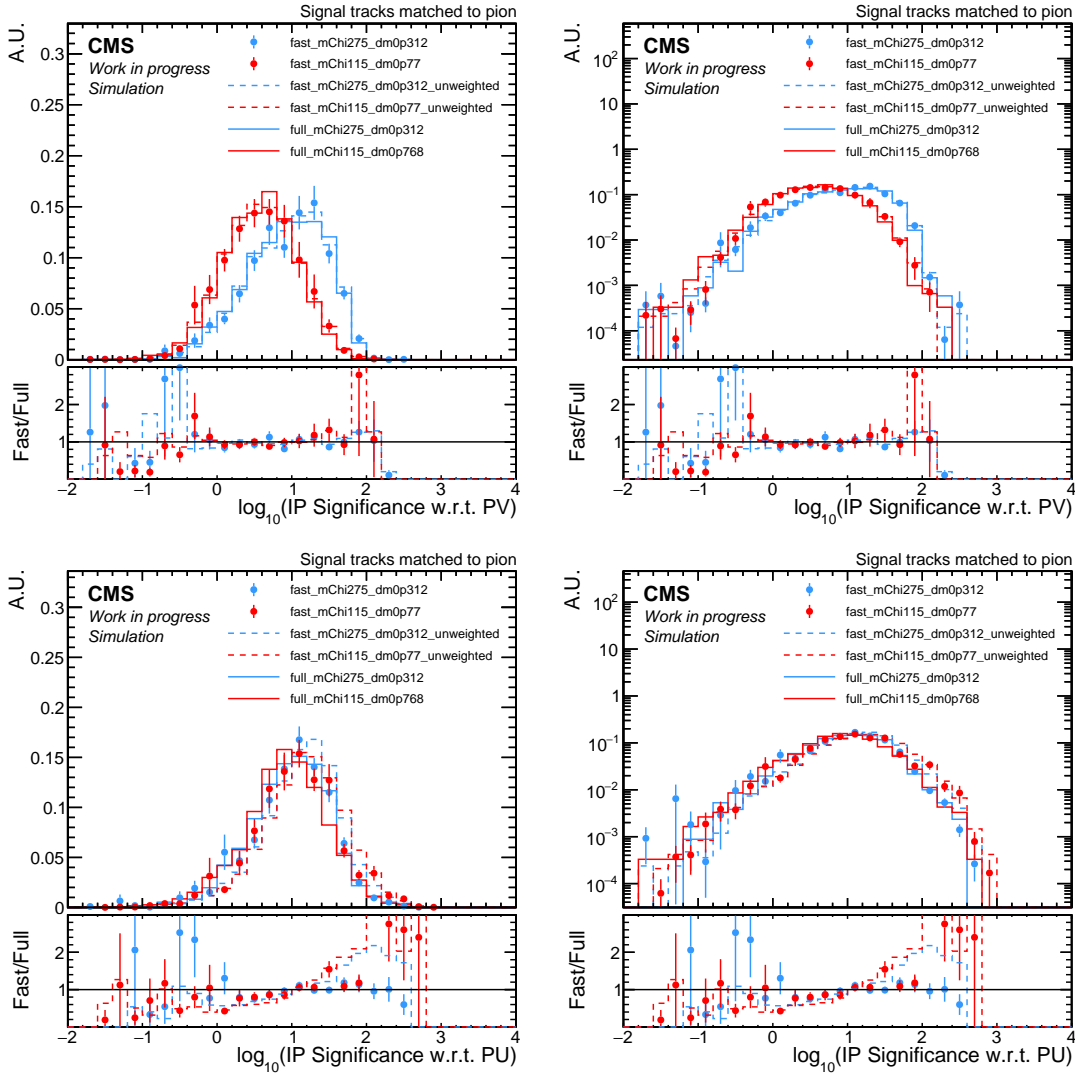 Signal tracks matched to pion
A.U.
CMS
Work in progress
Simulation
fast_mChi275_dm0p312
fast_mChi115_dm0p77
fast_mChi275_dm0p312_unweighted
fast_mChi115_dm0p77_unweighted
full_mChi275_dm0p312
full_mChi115_dm0p768
0.3
0.25
0.2
0.15
0.1
0.05
0
Fast/Full
2
1
−2 −1 0 1 2 3 4
log10(IP Significance w.r.t. PV)
Signal tracks matched to pion
A.U.
CMS
Work in progress
Simulation
fast_mChi275_dm0p312
fast_mChi115_dm0p77
fast_mChi275_dm0p312_unweighted
fast_mChi115_dm0p77_unweighted
full_mChi275_dm0p312
full_mChi115_dm0p768
10^2
10
1
10^−1
10^−2
10^−3
10^−4
Fast/Full
2
1
−2 −1 0 1 2 3 4
log10(IP Significance w.r.t. PV)
Signal tracks matched to pion
A.U.
CMS
Work in progress
Simulation
fast_mChi275_dm0p312
fast_mChi115_dm0p77
fast_mChi275_dm0p312_unweighted
fast_mChi115_dm0p77_unweighted
full_mChi275_dm0p312
full_mChi115_dm0p768
0.3
0.25
0.2
0.15
0.1
0.05
0
Fast/Full
2
1
−2 −1 0 1 2 3 4
log10(IP Significance w.r.t. PU)
Signal tracks matched to pion
A.U.
CMS
Work in progress
Simulation
fast_mChi275_dm0p312
fast_mChi115_dm0p77
fast_mChi275_dm0p312_unweighted
fast_mChi115_dm0p77_unweighted
full_mChi275_dm0p312
full_mChi115_dm0p768
10^2
10
1
10^−1
10^−2
10^−3
10^−4
Fast/Full
2
1
−2 −1 0 1 2 3 4
log10(IP Significance w.r.t. PU)